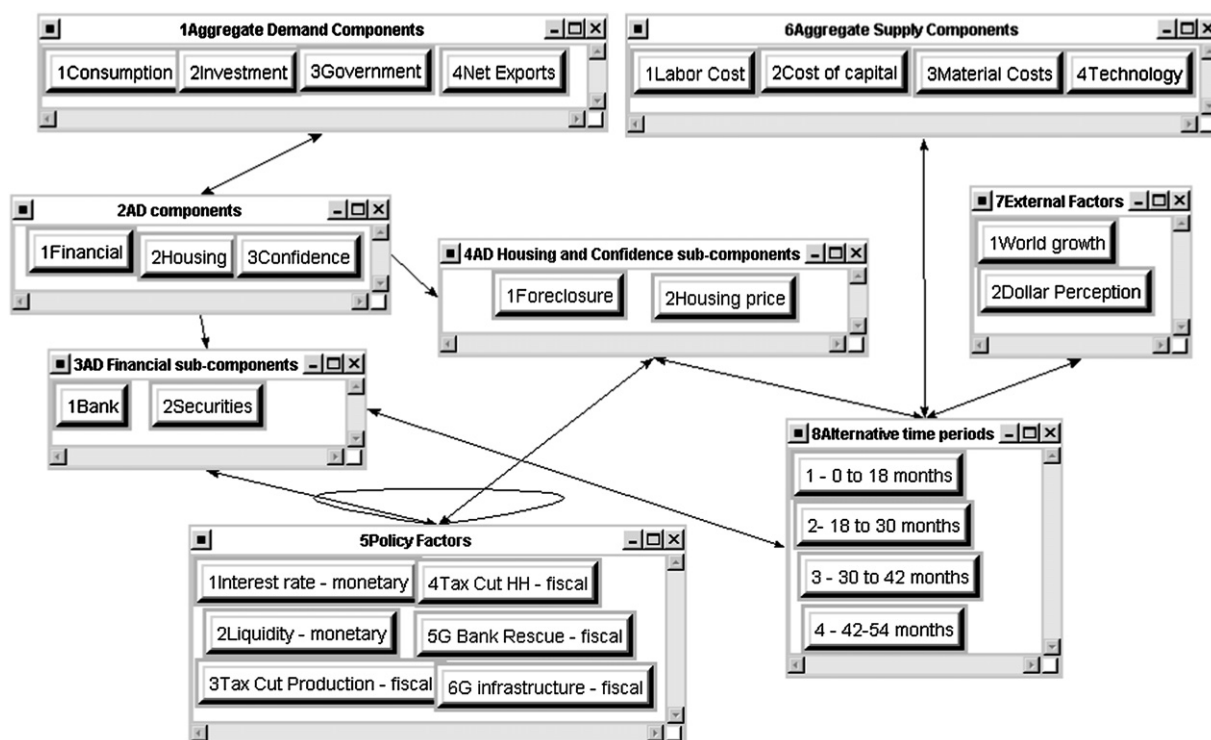 1Aggregate Demand Components
1Consumption
2Investment
3Government
4Net Exports
6Aggregate Supply Components
1Labor Cost
2Cost of capital
3Material Costs
4Technology
2AD components
1Financial
2Housing
3Confidence
4AD Housing and Confidence sub-components
1Foreclosure
2Housing price
7External Factors
1World growth
2Dollar Perception
3AD Financial sub-components
1Bank
2Securities
8Alternative time periods
1 - 0 to 18 months
2- 18 to 30 months
3 - 30 to 42 months
4 - 42-54 months
5Policy Factors
1Interest rate - monetary
4Tax Cut HH - fiscal
2Liquidity - monetary
5G Bank Rescue - fiscal
3Tax Cut Production - fiscal
6G infrastructure - fiscal